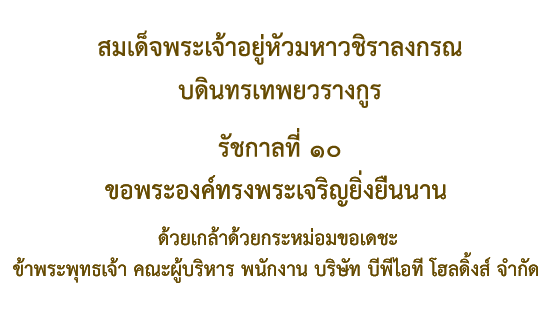 สมเด็จพระเจ้าอยู่หัวมหาวชิราลงกรณ
บดินทรเทพยวรางกูร
รัชกาลที่ ๑๐
ขอพระองค์ทรงพระเจริญยิ่งยืนนาน
ด้วยเกล้าด้วยกระหม่อมขอเดชะ
ข้าพระพุทธเจ้า คณะผู้บริหาร พนักงาน บริษัท บีพีไอที โฮลดิ้งส์ จำกัด